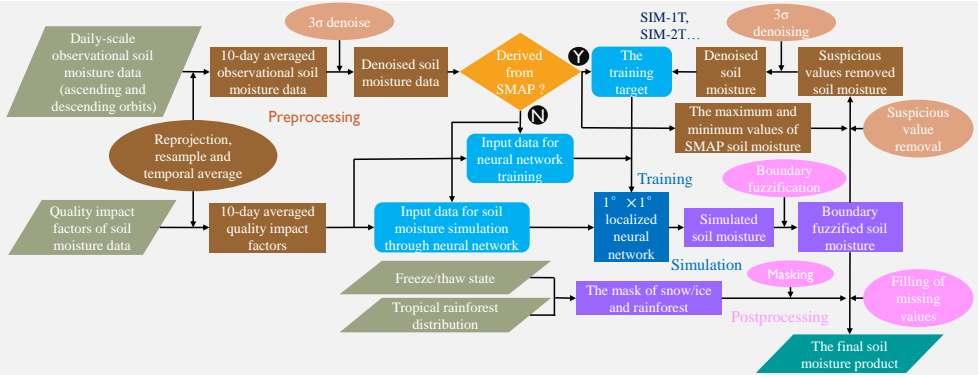 Daily-scale
observational soil
moisture data
(ascending and
descending orbits)
3σ denoise
10-day averaged
observational soil
moisture data
Denoised soil
moisture data
Preprocessing
Derived
from
SMAP ?
Y
N
SIM-1T,
SIM-2T…
The
training
target
3σ
denoising
Denoised
soil
moisture
Suspicious
values removed
soil moisture
The maximum and
minimum values of
SMAP soil moisture
Suspicious
value
removal
Reprojection,
resample and
temporal average
Input data for
neural network
training
Training
Boundary
fuzzification
Quality impact
factors of soil
moisture data
10-day averaged
quality impact
factors
Input data for soil
moisture simulation
through neural network
1° ×1°
localized
neural
network
Simulated
soil moisture
Boundary
fuzzified soil
moisture
Simulation
Freeze/thaw state
Tropical rainforest
distribution
The mask of snow/ice
and rainforest
Masking
Postprocessing
Filling of
missing
values
The final soil
moisture product